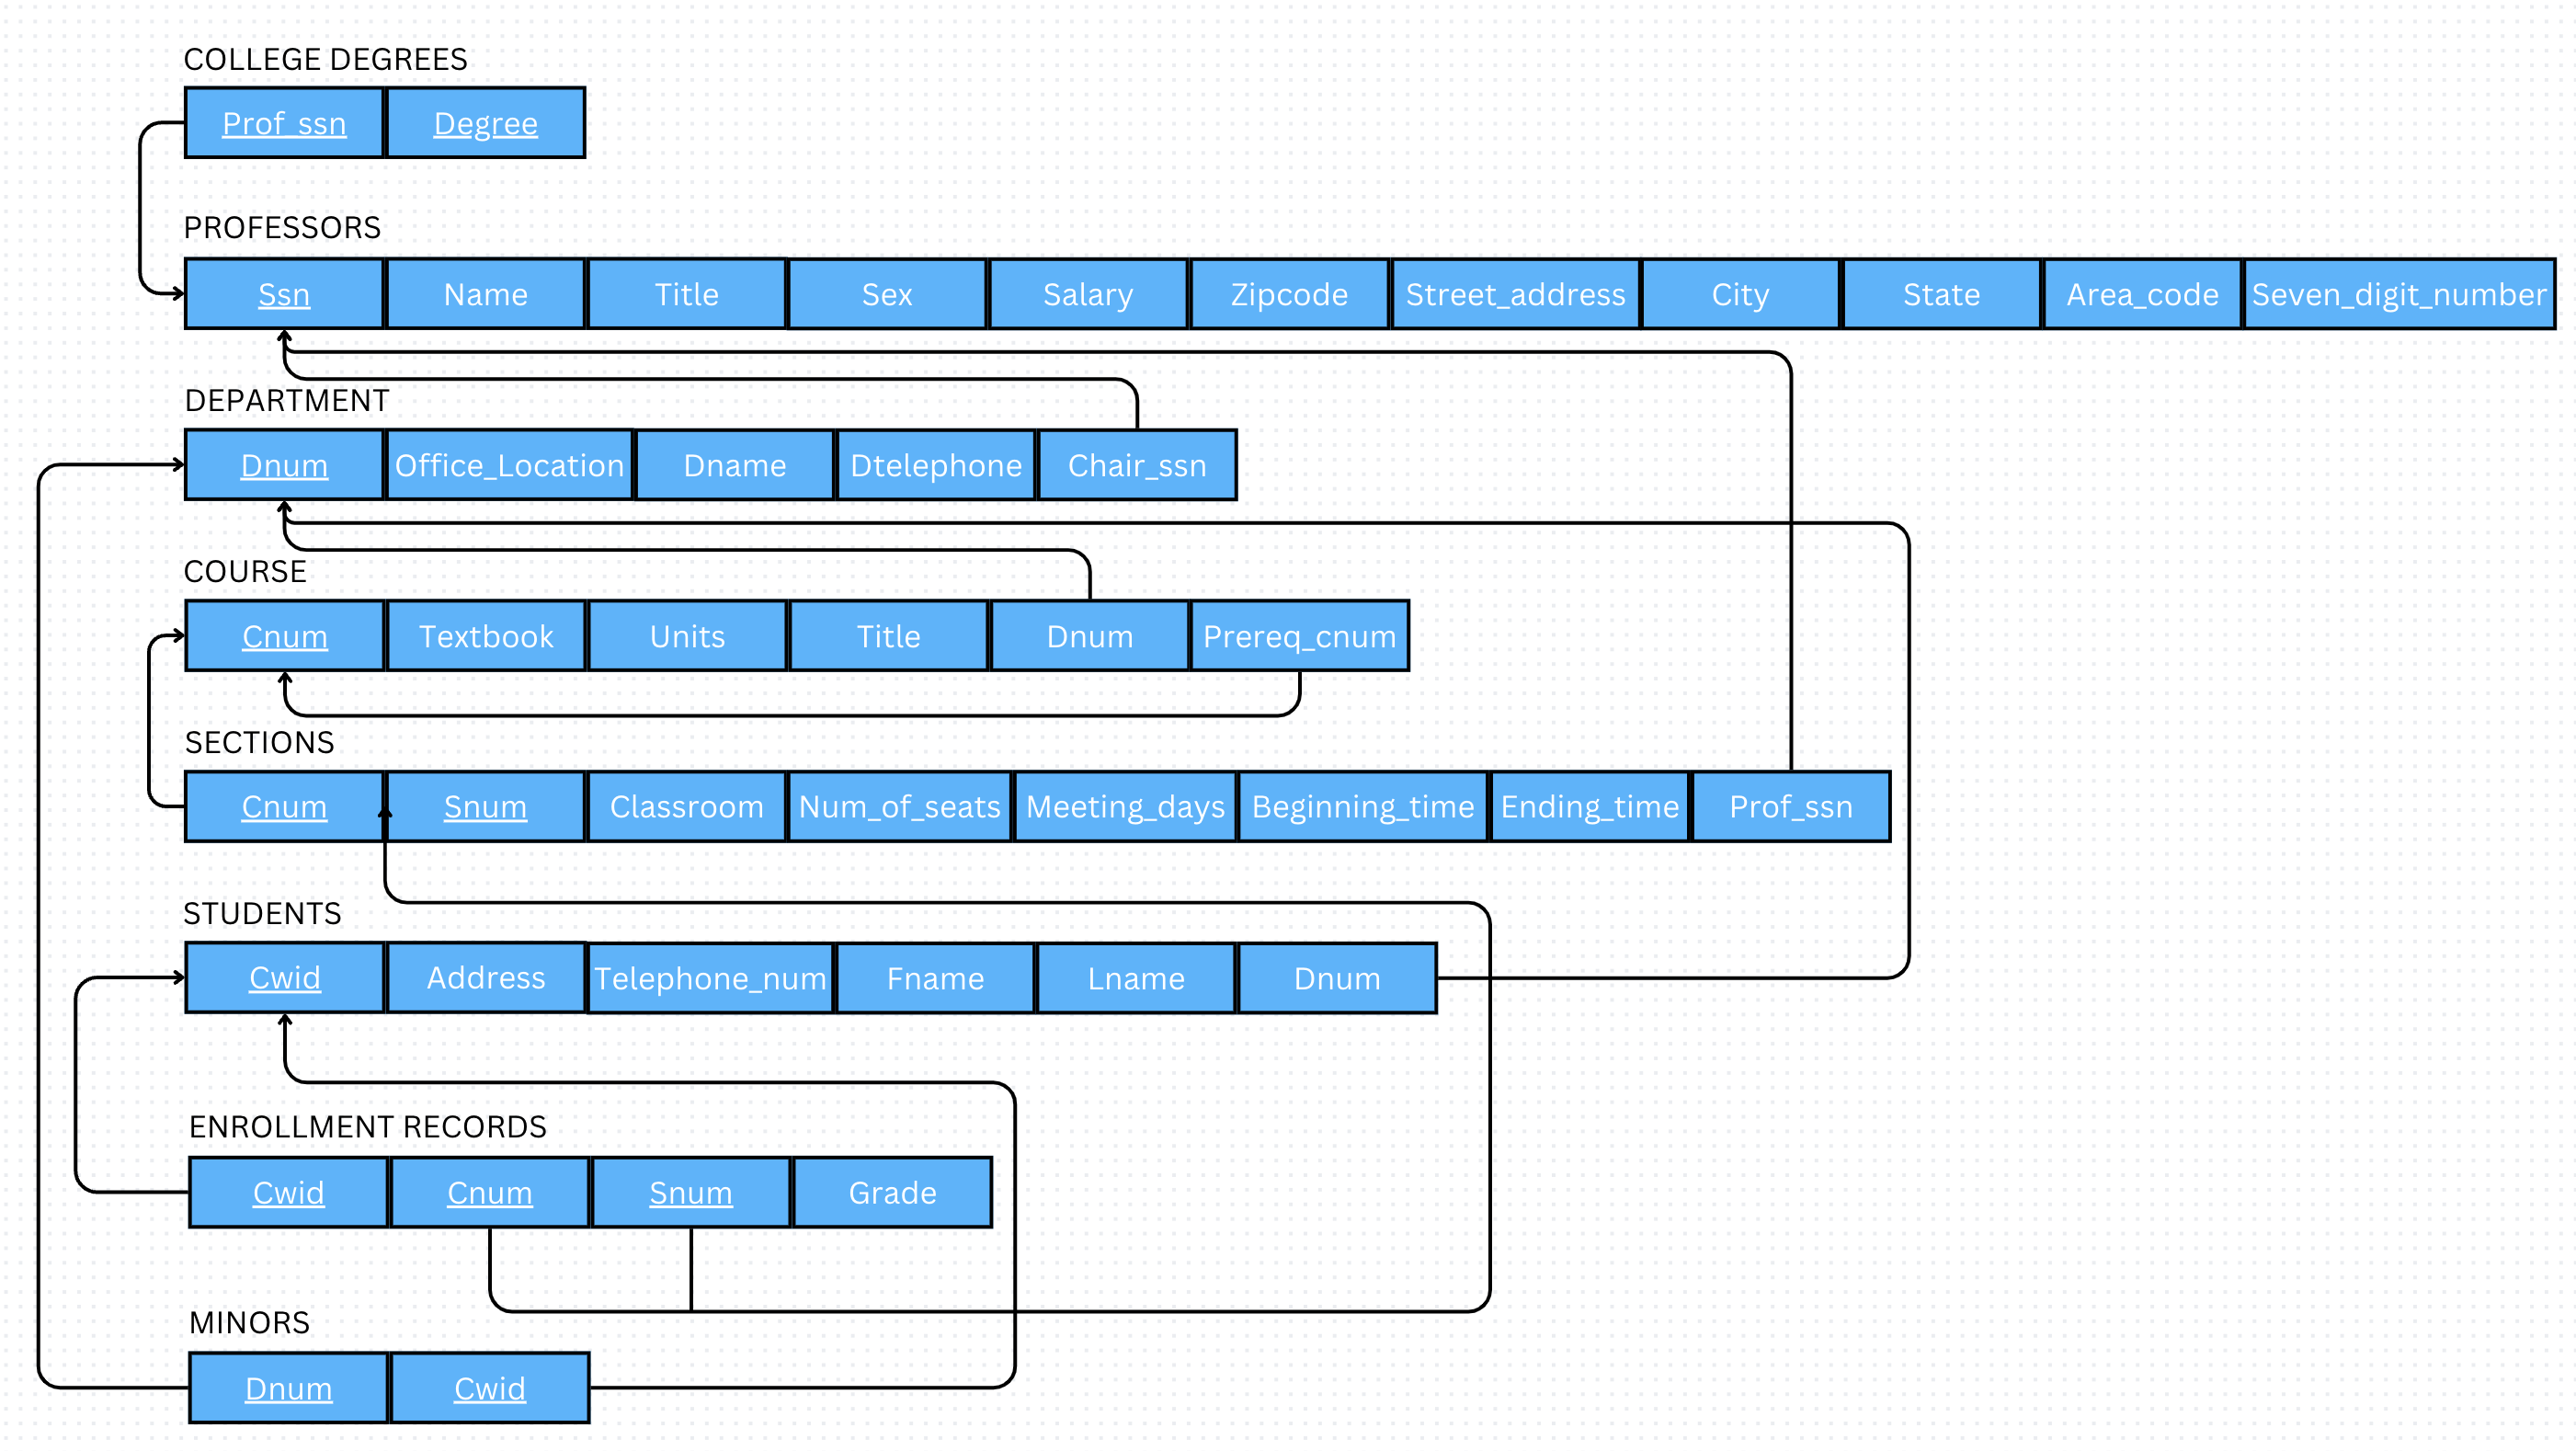 COLLEGE DEGREES
Prof_ssn Degree
PROFESSORS
Ssn Name Title Sex Salary Zipcode Street_address City State Area_code Seven_digit_number
DEPARTMENT
Dnum Office_Location Dname Dtelephone Chair_ssn
COURSE
Cnum Textbook Units Title Dnum Prereq_cnum
SECTIONS
Cnum Snum Classroom Num_of_seats Meeting_days Beginning_time Ending_time Prof_ssn
STUDENTS
Cwid Address Telephone_num Fname Lname Dnum
ENROLLMENT RECORDS
Cwid Cnum Snum Grade
MINORS
Dnum Cwid